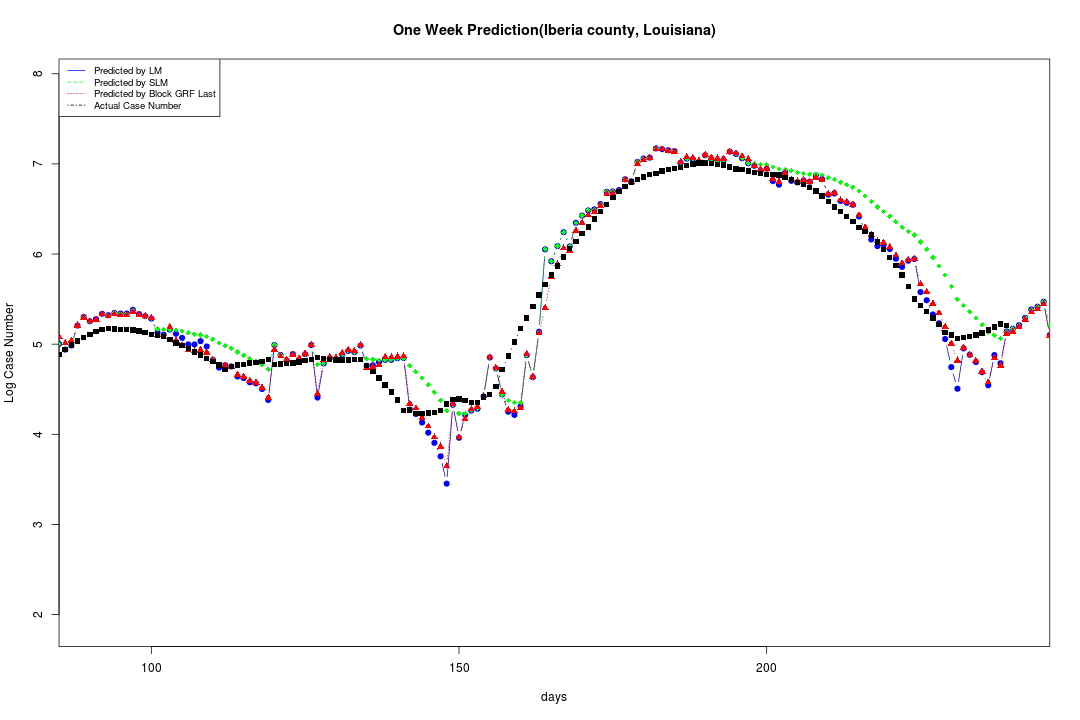 One Week Prediction(Iberia county, Louisiana)
Predicted by LM
Predicted by SLM
Predicted by Block GRF Last
Actual Case Number
Log Case Number
8
7
6
5
4
3
2
100
150
200
days